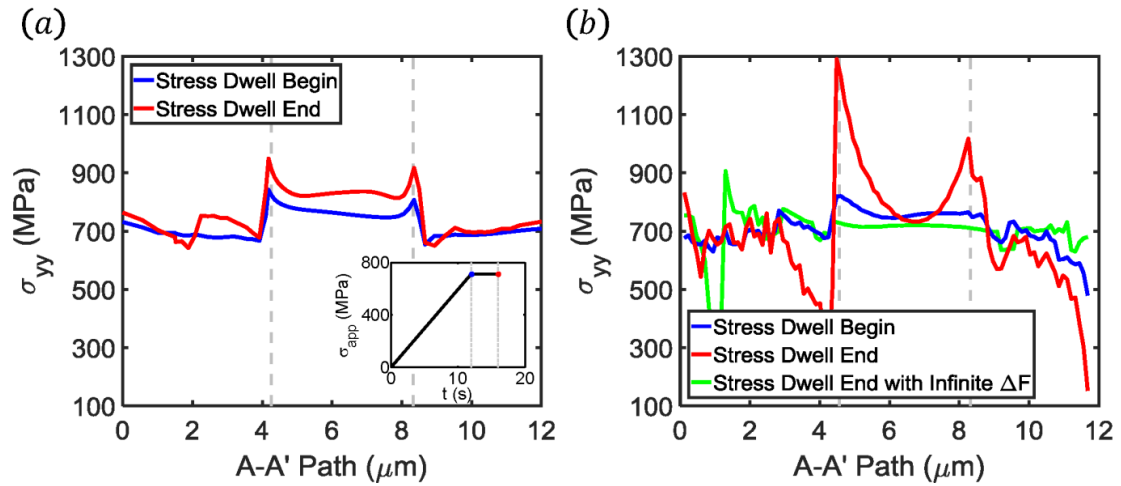 (a)
1300
1100
900
700
500
300
100
σyy (MPa)
Stress Dwell Begin
Stress Dwell End
800
400
0
σapp (MPa)
0 10 20
t (s)
0 2 4 6 8 10 12
A-A' Path (μm)
(b)
1300
1100
900
700
500
300
100
σyy (MPa)
Stress Dwell Begin
Stress Dwell End
Stress Dwell End with Infinite ΔF
0 2 4 6 8 10 12
A-A' Path (μm)